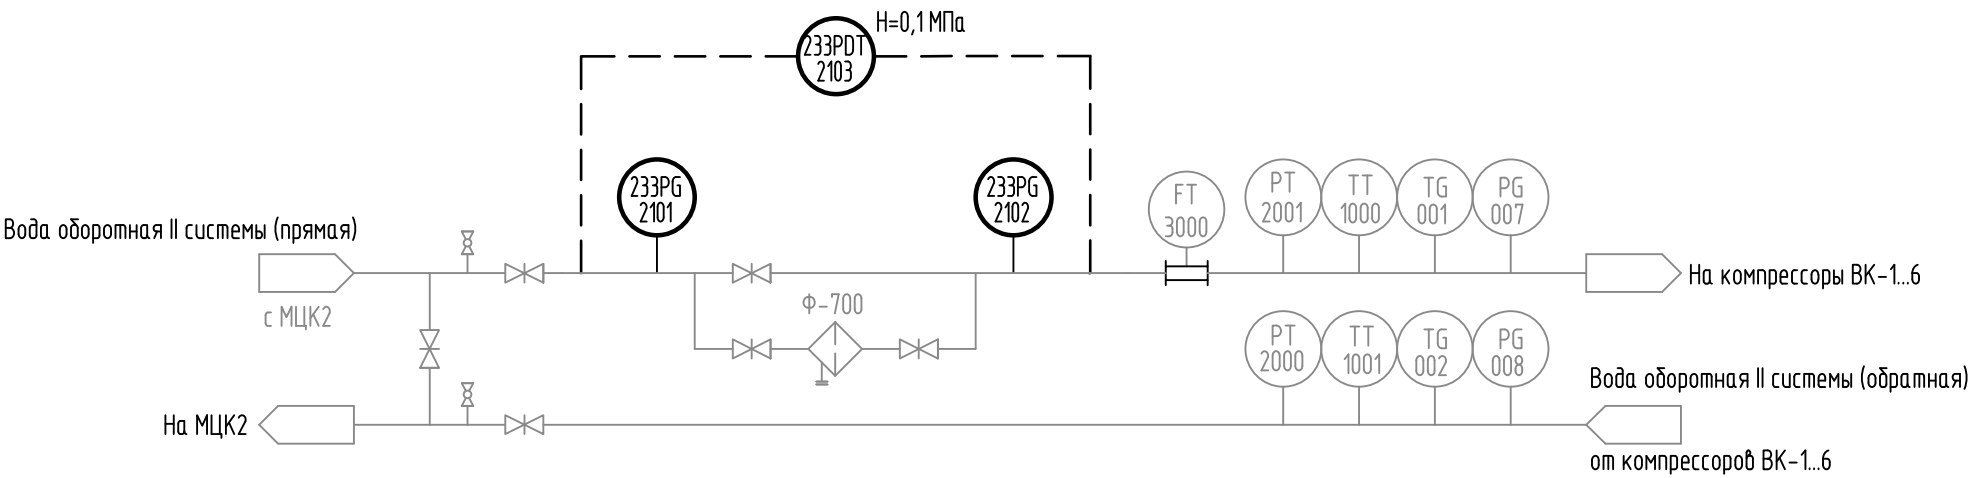 Н=0,1 МПа
233PDT
2103
233PG
2101
233PG
2102
FT
3000
PT
2001
TT
1000
TG
001
PG
007
Вода оборотная II системы (прямая)
с МЦК2
На компрессоры ВК-1...6
Ф-700
PT
2000
TT
1001
TG
002
PG
008
Вода оборотная II системы (обратная)
На МЦК2
от компрессоров ВК-1...6